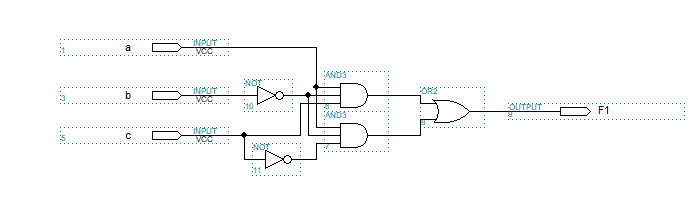 INPUT
VCC
1
a
AND3
NOT
INPUT
VCC
3
b
10
6
OR2
OUTPUT
9
F1
AND3
8
INPUT
VCC
5
c
NOT
7
11